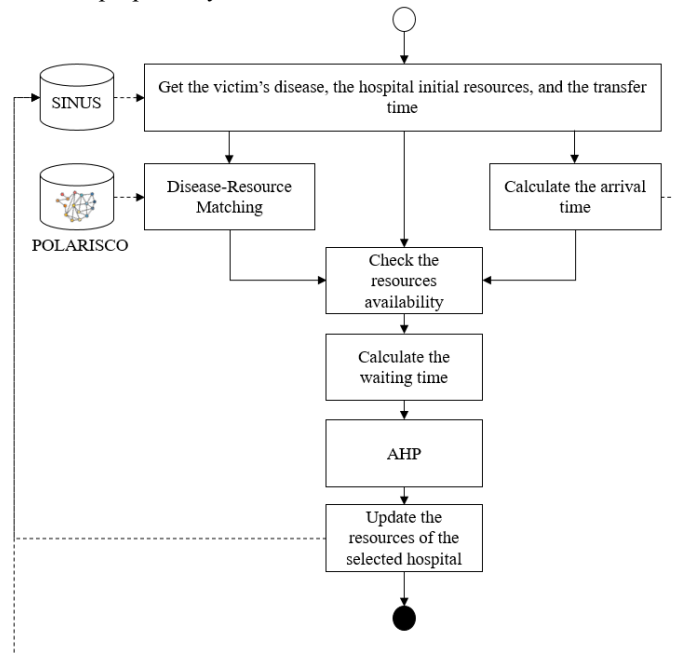 Get the victim's disease, the hospital initial resources, and the transfer
time
SINUS
Disease-Resource
Matching
Calculate the arrival
time
POLARISCO
Check the
resources
availability
Calculate the
waiting time
AHP
Update the
resources of the
selected hospital